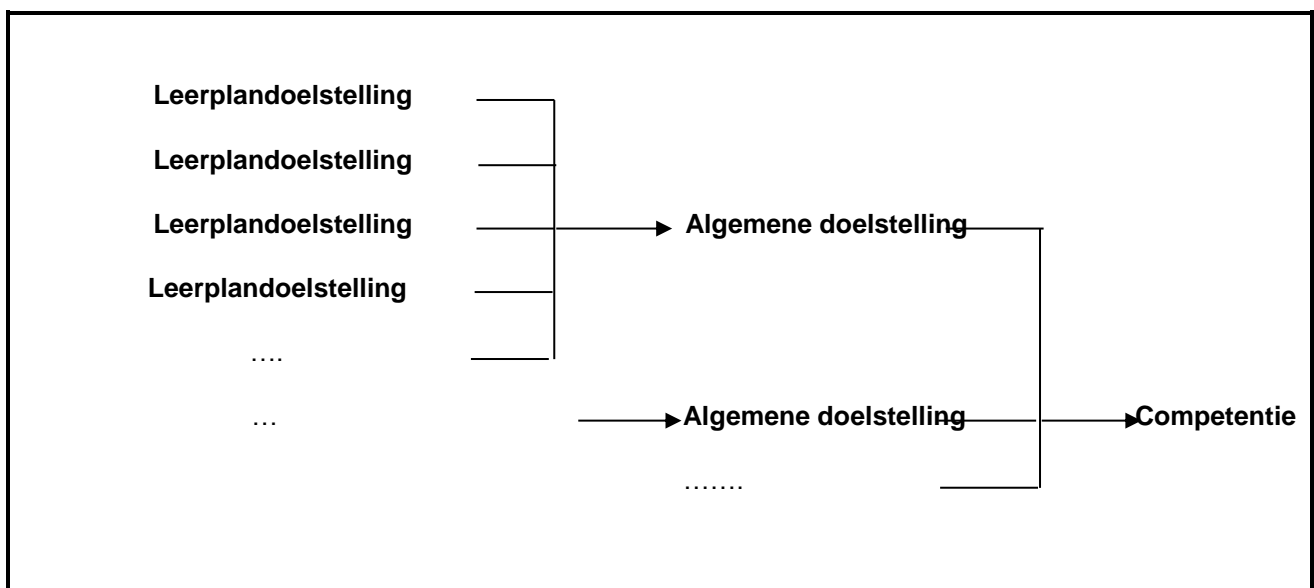 Leerplandoelstelling
Leerplandoelstelling
Leerplandoelstelling Algemene doelstelling
Leerplandoelstelling
….
… Algemene doelstelling Competentie
…….